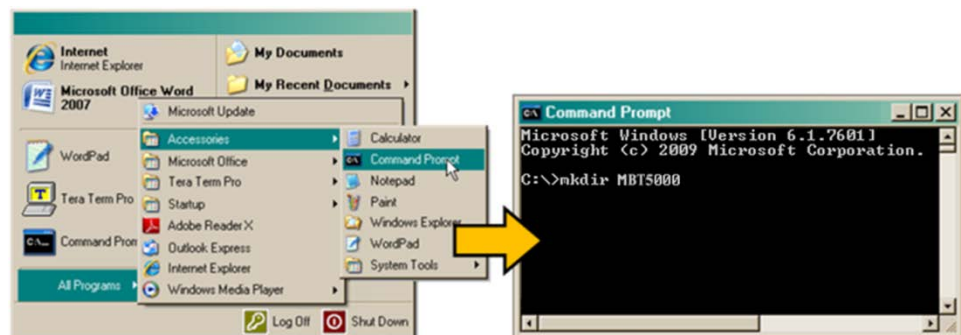 Internet
Internet Explorer
Microsoft Office Word
2007
WordPad
Tera Term Pro
Command Prom
All Programs
My Documents
My Recent Documents
Microsoft Update
Accessories
Microsoft Office
Tera Term Pro
Startup
Adobe Reader X
Outlook Express
Internet Explorer
Windows Media Player
Calculator
Command Prompt
Notepad
Paint
Windows Explorer
WordPad
System Tools
Log Off
Shut Down
Command Prompt
Microsoft Windows [Version 6.1.7601]
Copyright (c) 2009 Microsoft Corporation.
C:\>mkdir MBT5000